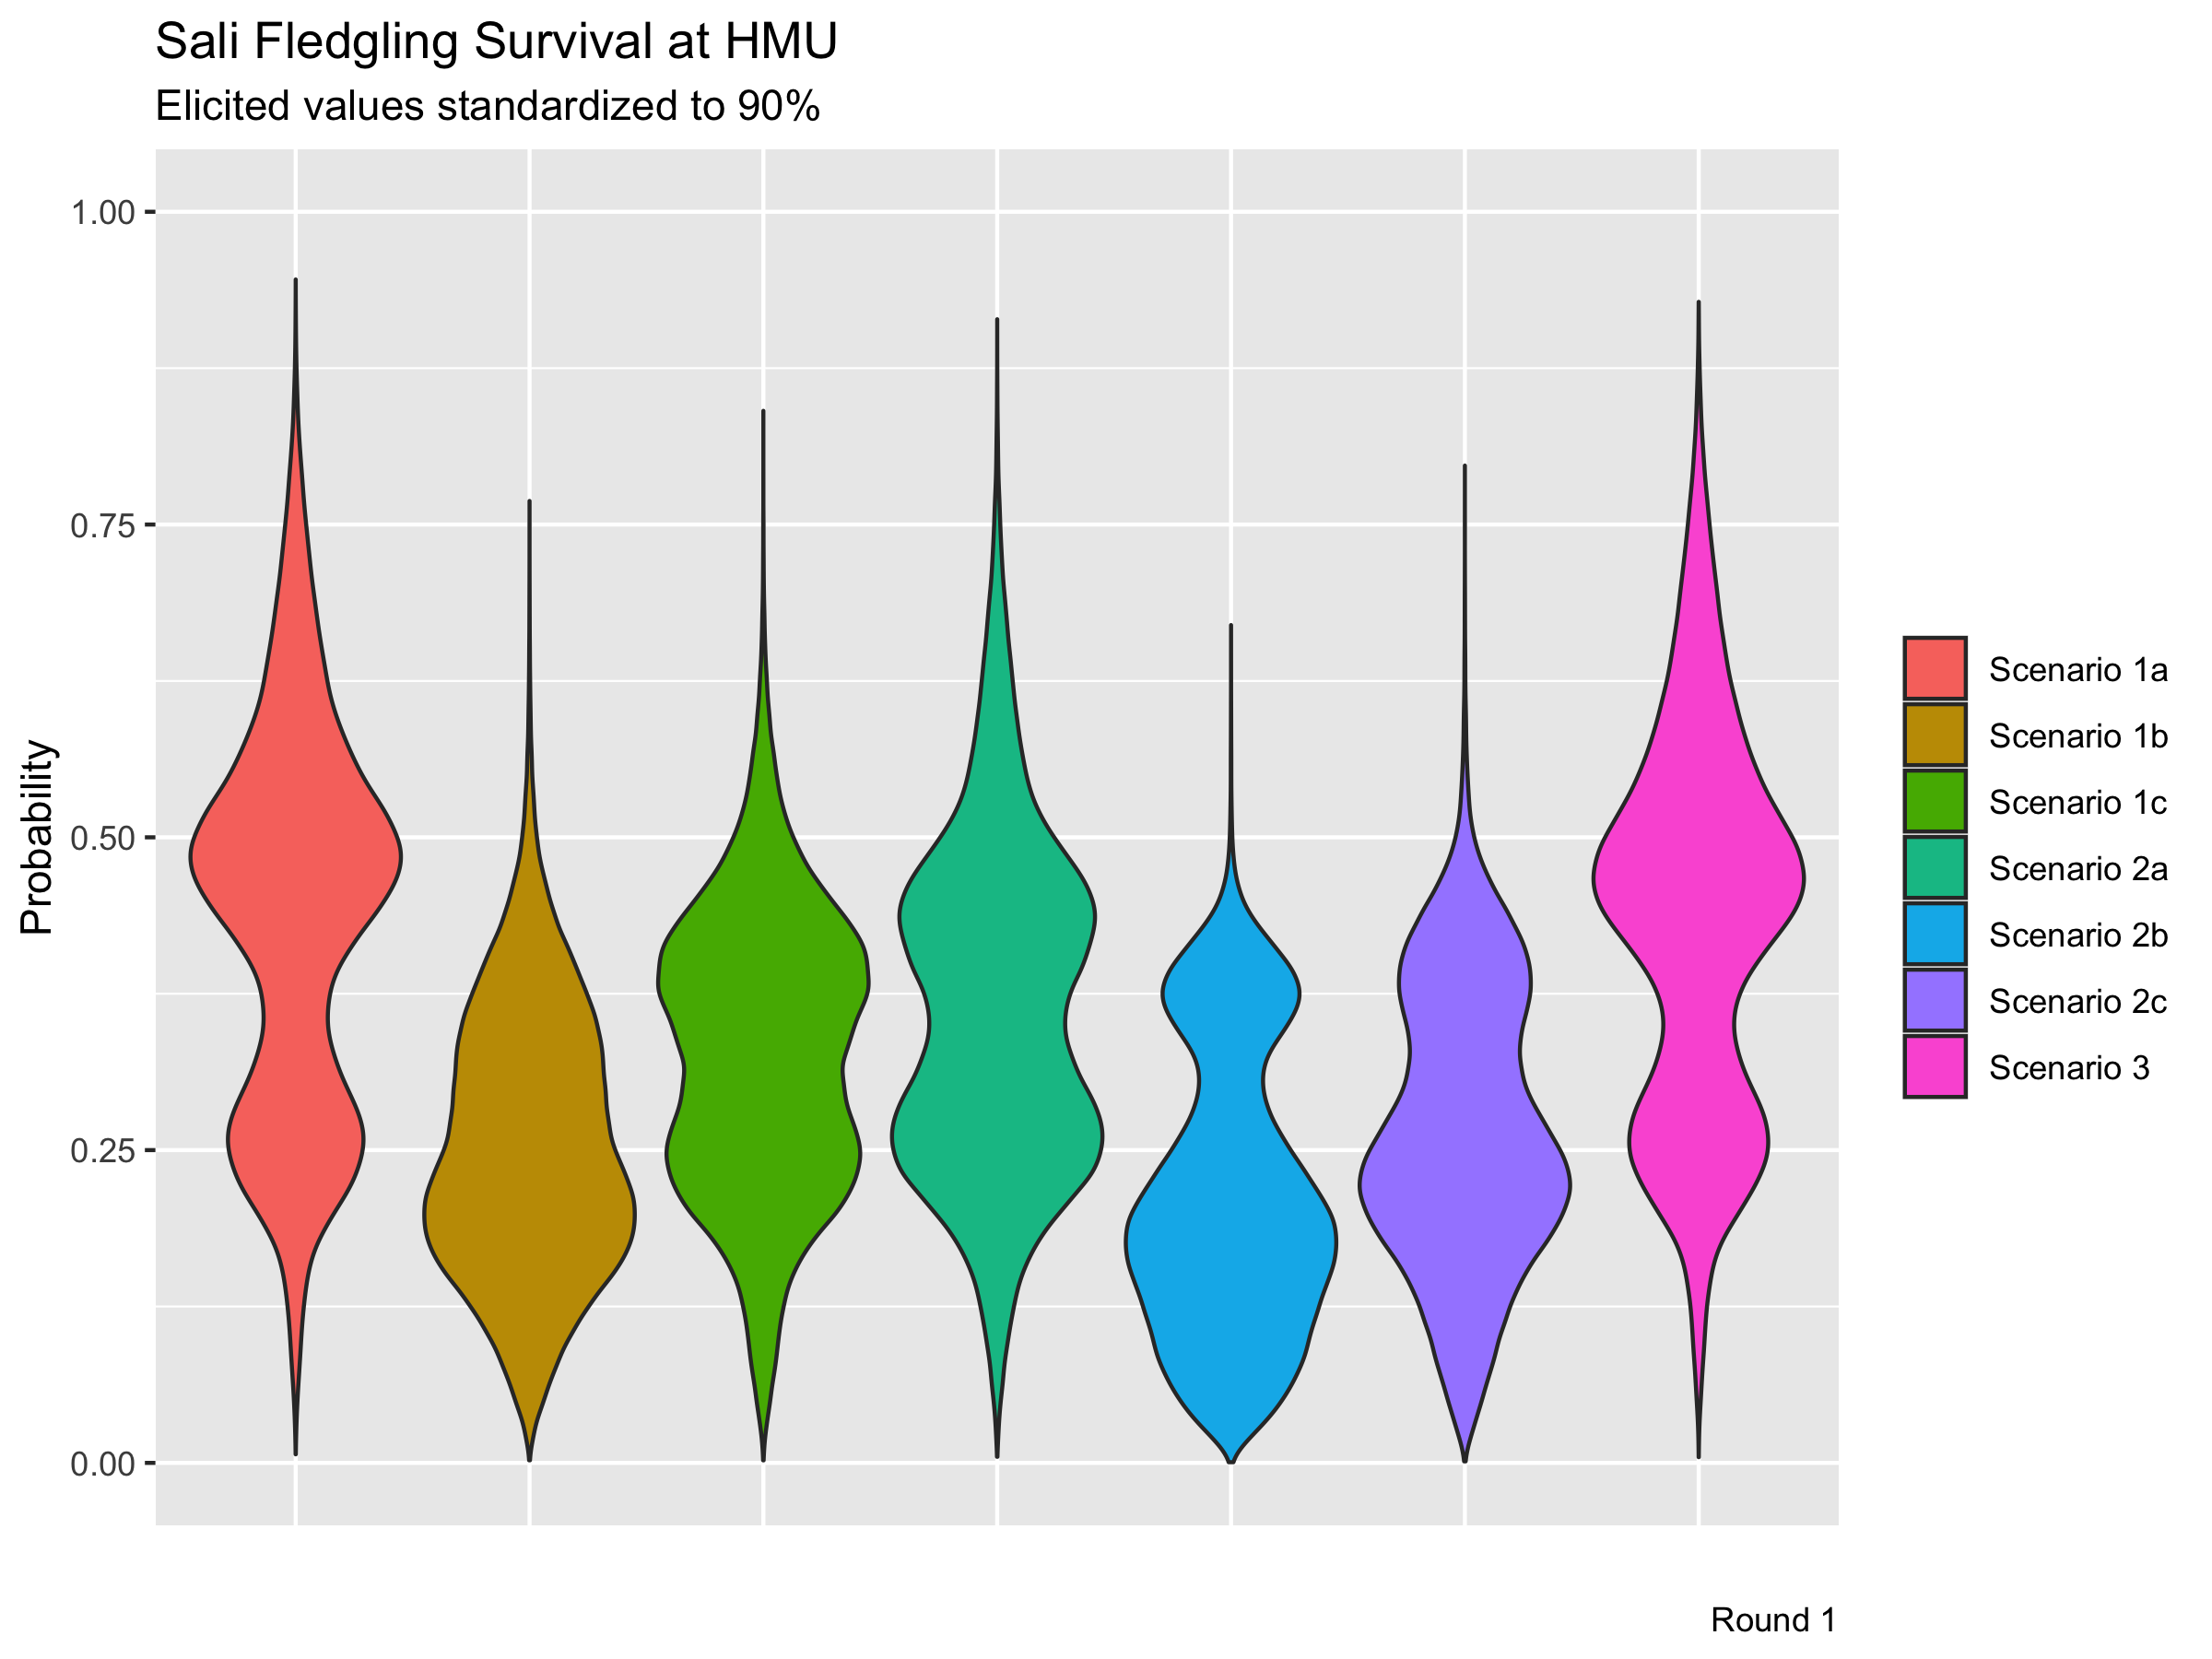 Sali Fledgling Survival at HMU
Elicited values standardized to 90%
Probability
1.00
0.75
0.50
0.25
0.00
Scenario 1a
Scenario 1b
Scenario 1c
Scenario 2a
Scenario 2b
Scenario 2c
Scenario 3
Round 1